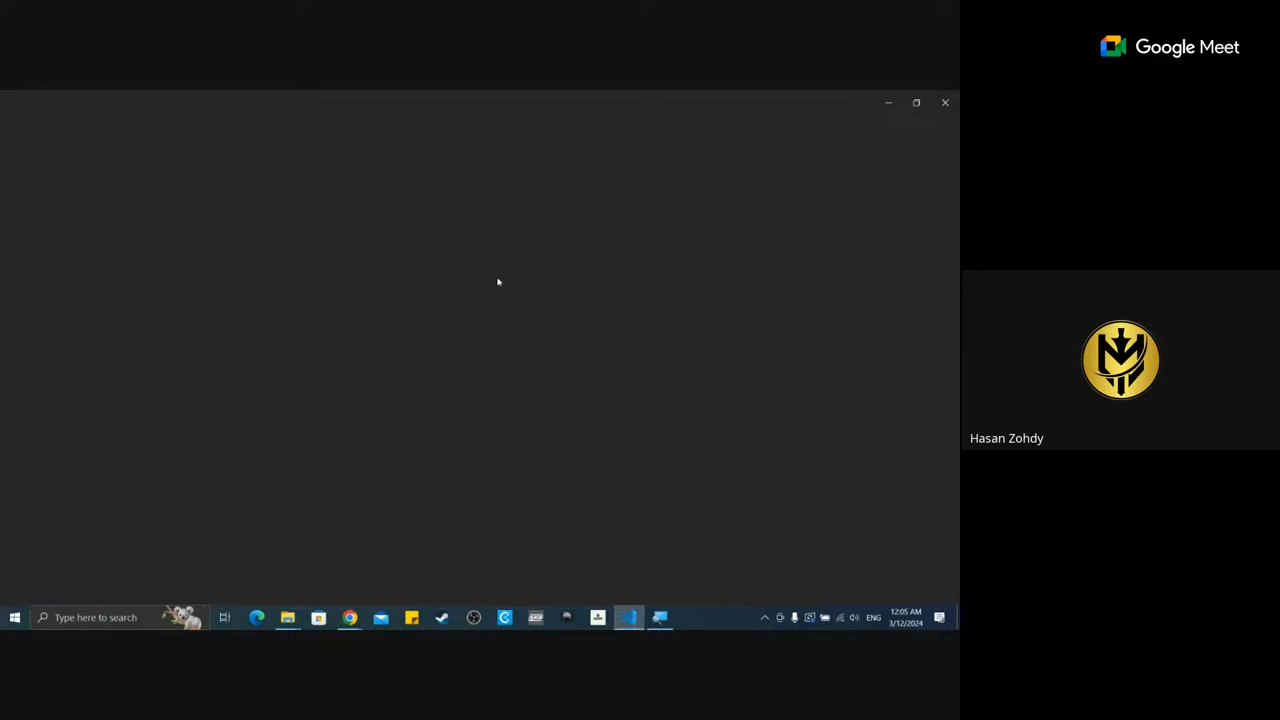 Google Meet
Hasan Zohdy
Type here to search
ENG
12:05 AM
3/12/2024